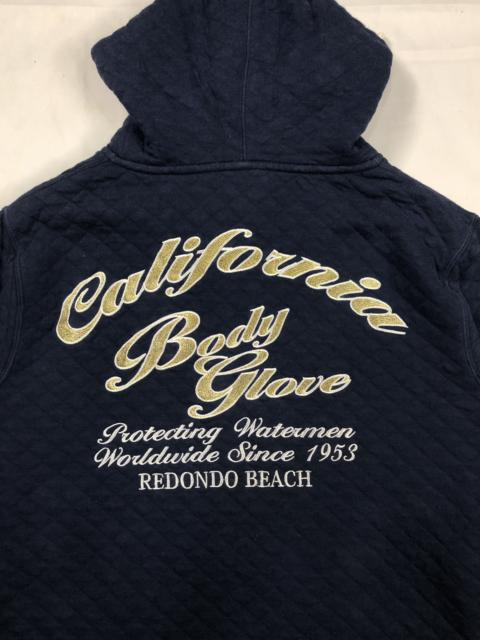 California
Body
Glove
Protecting Watermen
Worldwide Since 1953
REDONDO BEACH